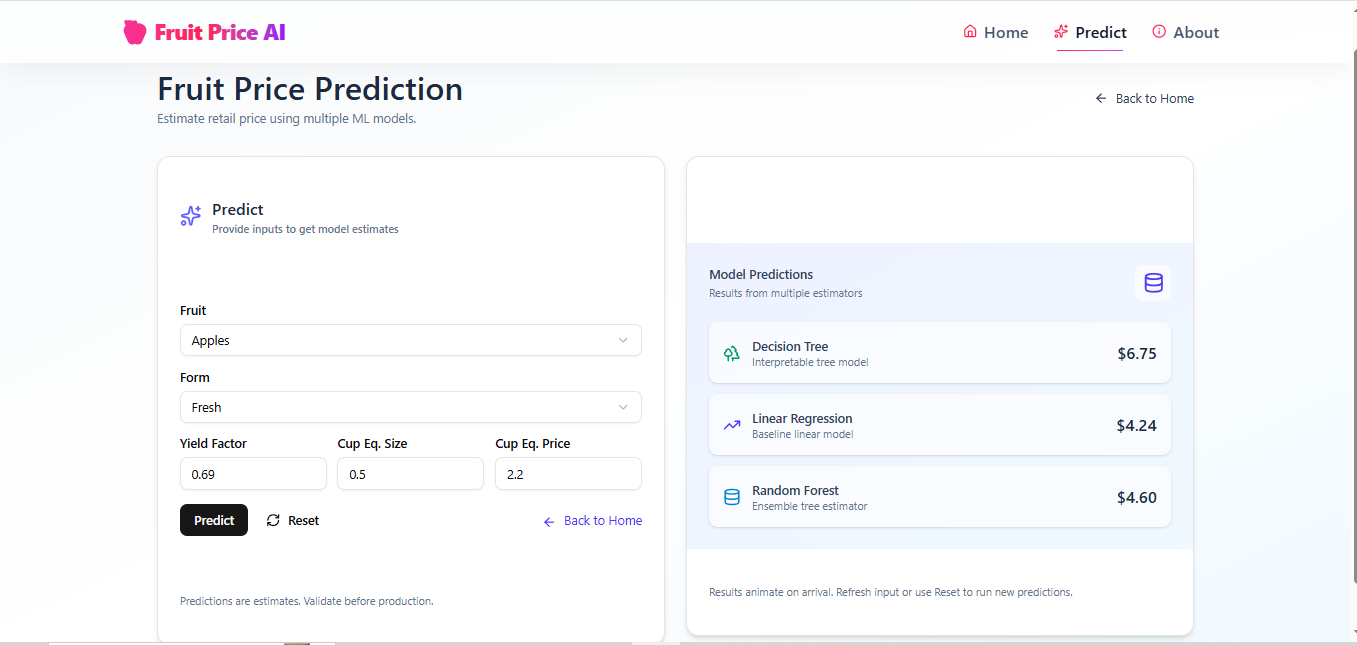 Fruit Price AI
Home
Predict
About
Fruit Price Prediction
Back to Home
Estimate retail price using multiple ML models.
Predict
Provide inputs to get model estimates
Fruit
Apples
Form
Fresh
Yield Factor
Cup Eq. Size
Cup Eq. Price
0.69
0.5
2.2
Predict
Reset
Back to Home
Predictions are estimates. Validate before production.
Model Predictions
Results from multiple estimators
Decision Tree
Interpretable tree model
$6.75
Linear Regression
Baseline linear model
$4.24
Random Forest
Ensemble tree estimator
$4.60
Results animate on arrival. Refresh input or use Reset to run new predictions.